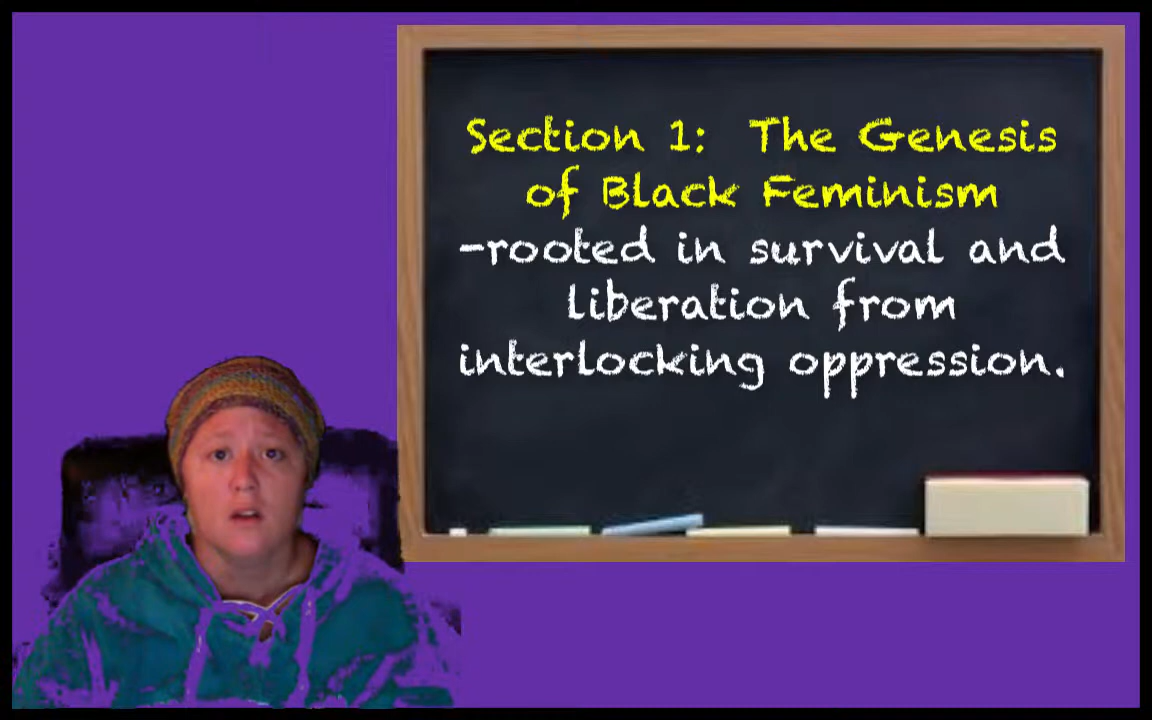 Section 1: The Genesis
of Black Feminism
-rooted in survival and
liberation from
interlocking oppression.